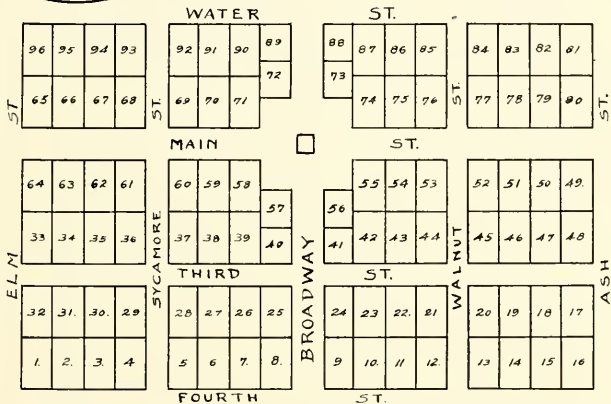 WATER ST.
96 95 94 93 92 91 90 89 88 87 86 85 84 83 82 81
65 66 67 68 69 70 71 72 73 74 75 76 77 78 79 80
ST ST. ST. ST.
MAIN ST.
64 63 62 61 60 59 58 57 56 55 54 53 52 51 50 49.
33 34 35 36 37 38 39 40 41 42 43 44 45 46 47 48
ELM SYCAMORE BROADWAY WALNUT ASH
THIRD ST.
32 31. 30. 29 28 27 26 25 24 23 22. 21 20 19 18 17
1. 2. 3. 4 5 6 7. 8. 9 10. 11 12. 13 14 15 16
FOURTH ST.